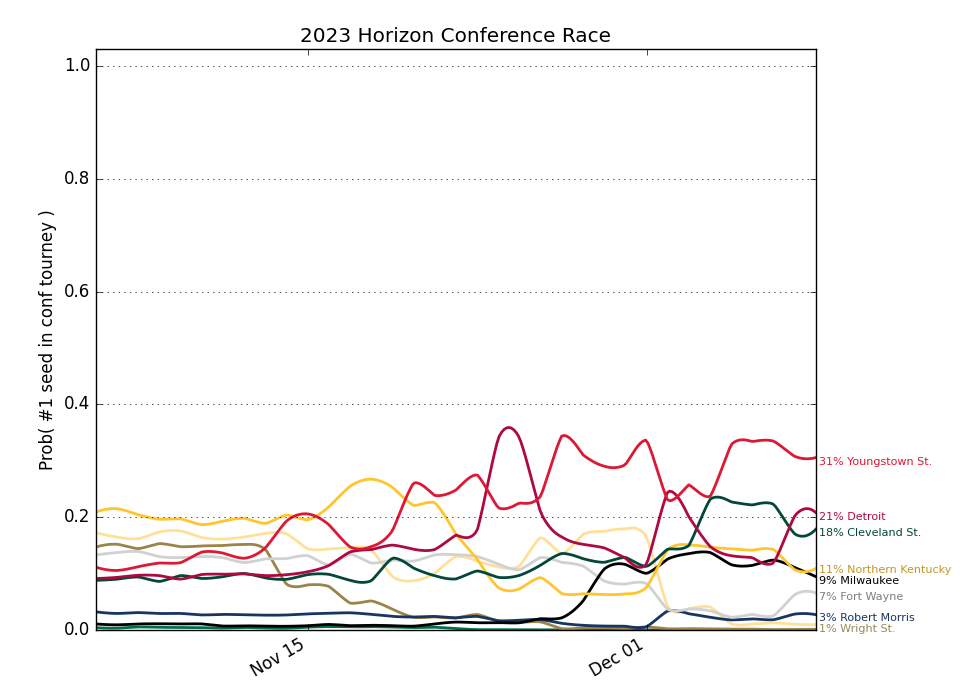 2023 Horizon Conference Race
Prob( #1 seed in conf tourney )
1.0
0.8
0.6
0.4
0.2
0.0
Nov 15
Dec 01
31% Youngstown St.
21% Detroit
18% Cleveland St.
11% Northern Kentucky
9% Milwaukee
7% Fort Wayne
3% Robert Morris
1% Wright St.